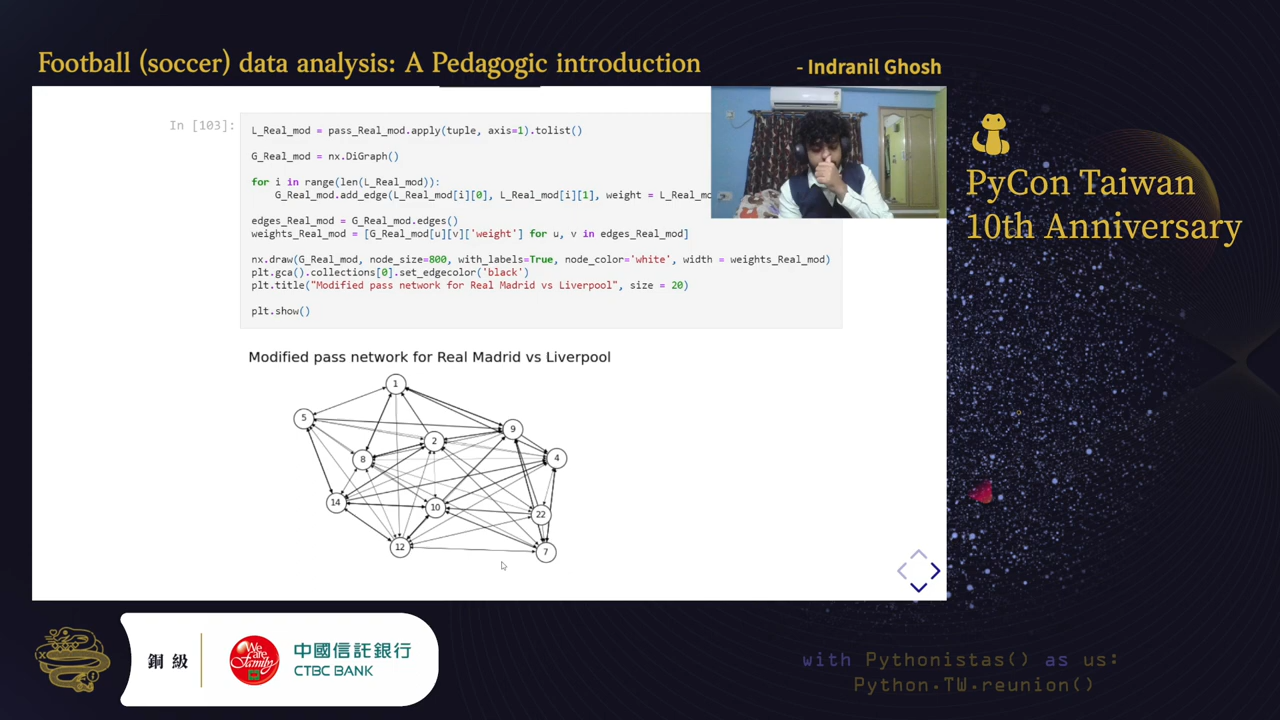 Football (soccer) data analysis: A Pedagogic introduction
- Indranil Ghosh
In [103]:
L_Real_mod = pass_Real_mod.apply(tuple, axis=1).tolist()
G_Real_mod = nx.DiGraph()
for i in range(len(L_Real_mod)):
G_Real_mod.add_edge(L_Real_mod[i][0], L_Real_mod[i][1], weight = L_Real_mo
edges_Real_mod = G_Real_mod.edges()
weights_Real_mod = [G_Real_mod[u][v]['weight'] for u, v in edges_Real_mod]
nx.draw(G_Real_mod, node_size=800, with_labels=True, node_color='white', width = weights_Real_mod)
plt.gca().collections[0].set_edgecolor('black')
plt.title("Modified pass network for Real Madrid vs Liverpool", size = 20)
plt.show()
Modified pass network for Real Madrid vs Liverpool
1
5
9
2
8
4
14
10
22
12
7
PyCon Taiwan
10th Anniversary
銅級
We are Family
中國信託銀行
CTBC BANK
with Pythonistas() as us:
Python.TW.reunion()